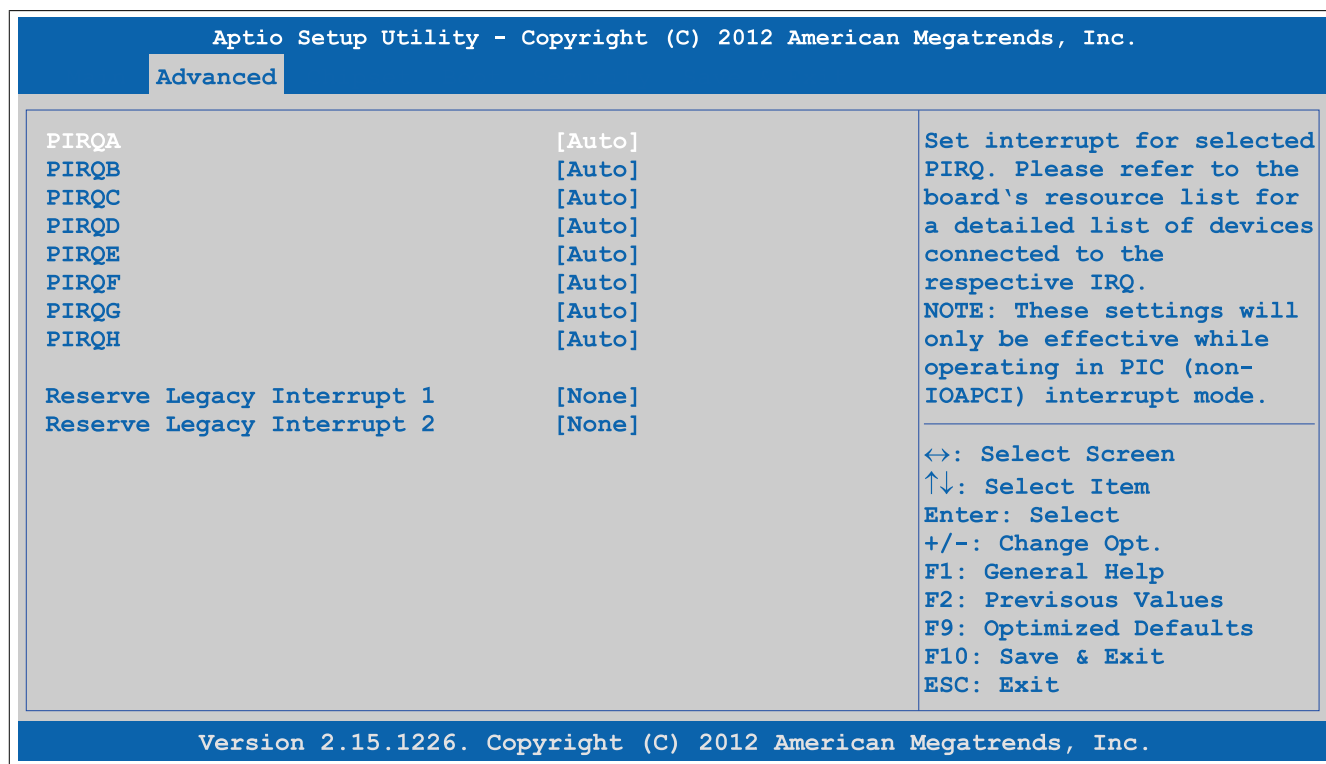 Aptio Setup Utility - Copyright (C) 2012 American Megatrends, Inc.
Advanced
PIRQA [Auto]
PIRQB [Auto]
PIRQC [Auto]
PIRQD [Auto]
PIRQE [Auto]
PIRQF [Auto]
PIRQG [Auto]
PIRQH [Auto]
Reserve Legacy Interrupt 1 [None]
Reserve Legacy Interrupt 2 [None]
Set interrupt for selected
PIRQ. Please refer to the
board‘s resource list for
a detailed list of devices
connected to the
respective IRQ.
NOTE: These settings will
only be effective while
operating in PIC (non-
IOAPCI) interrupt mode.
↔: Select Screen
↑↓: Select Item
Enter: Select
+/-: Change Opt.
F1: General Help
F2: Previsous Values
F9: Optimized Defaults
F10: Save & Exit
ESC: Exit
Version 2.15.1226. Copyright (C) 2012 American Megatrends, Inc.